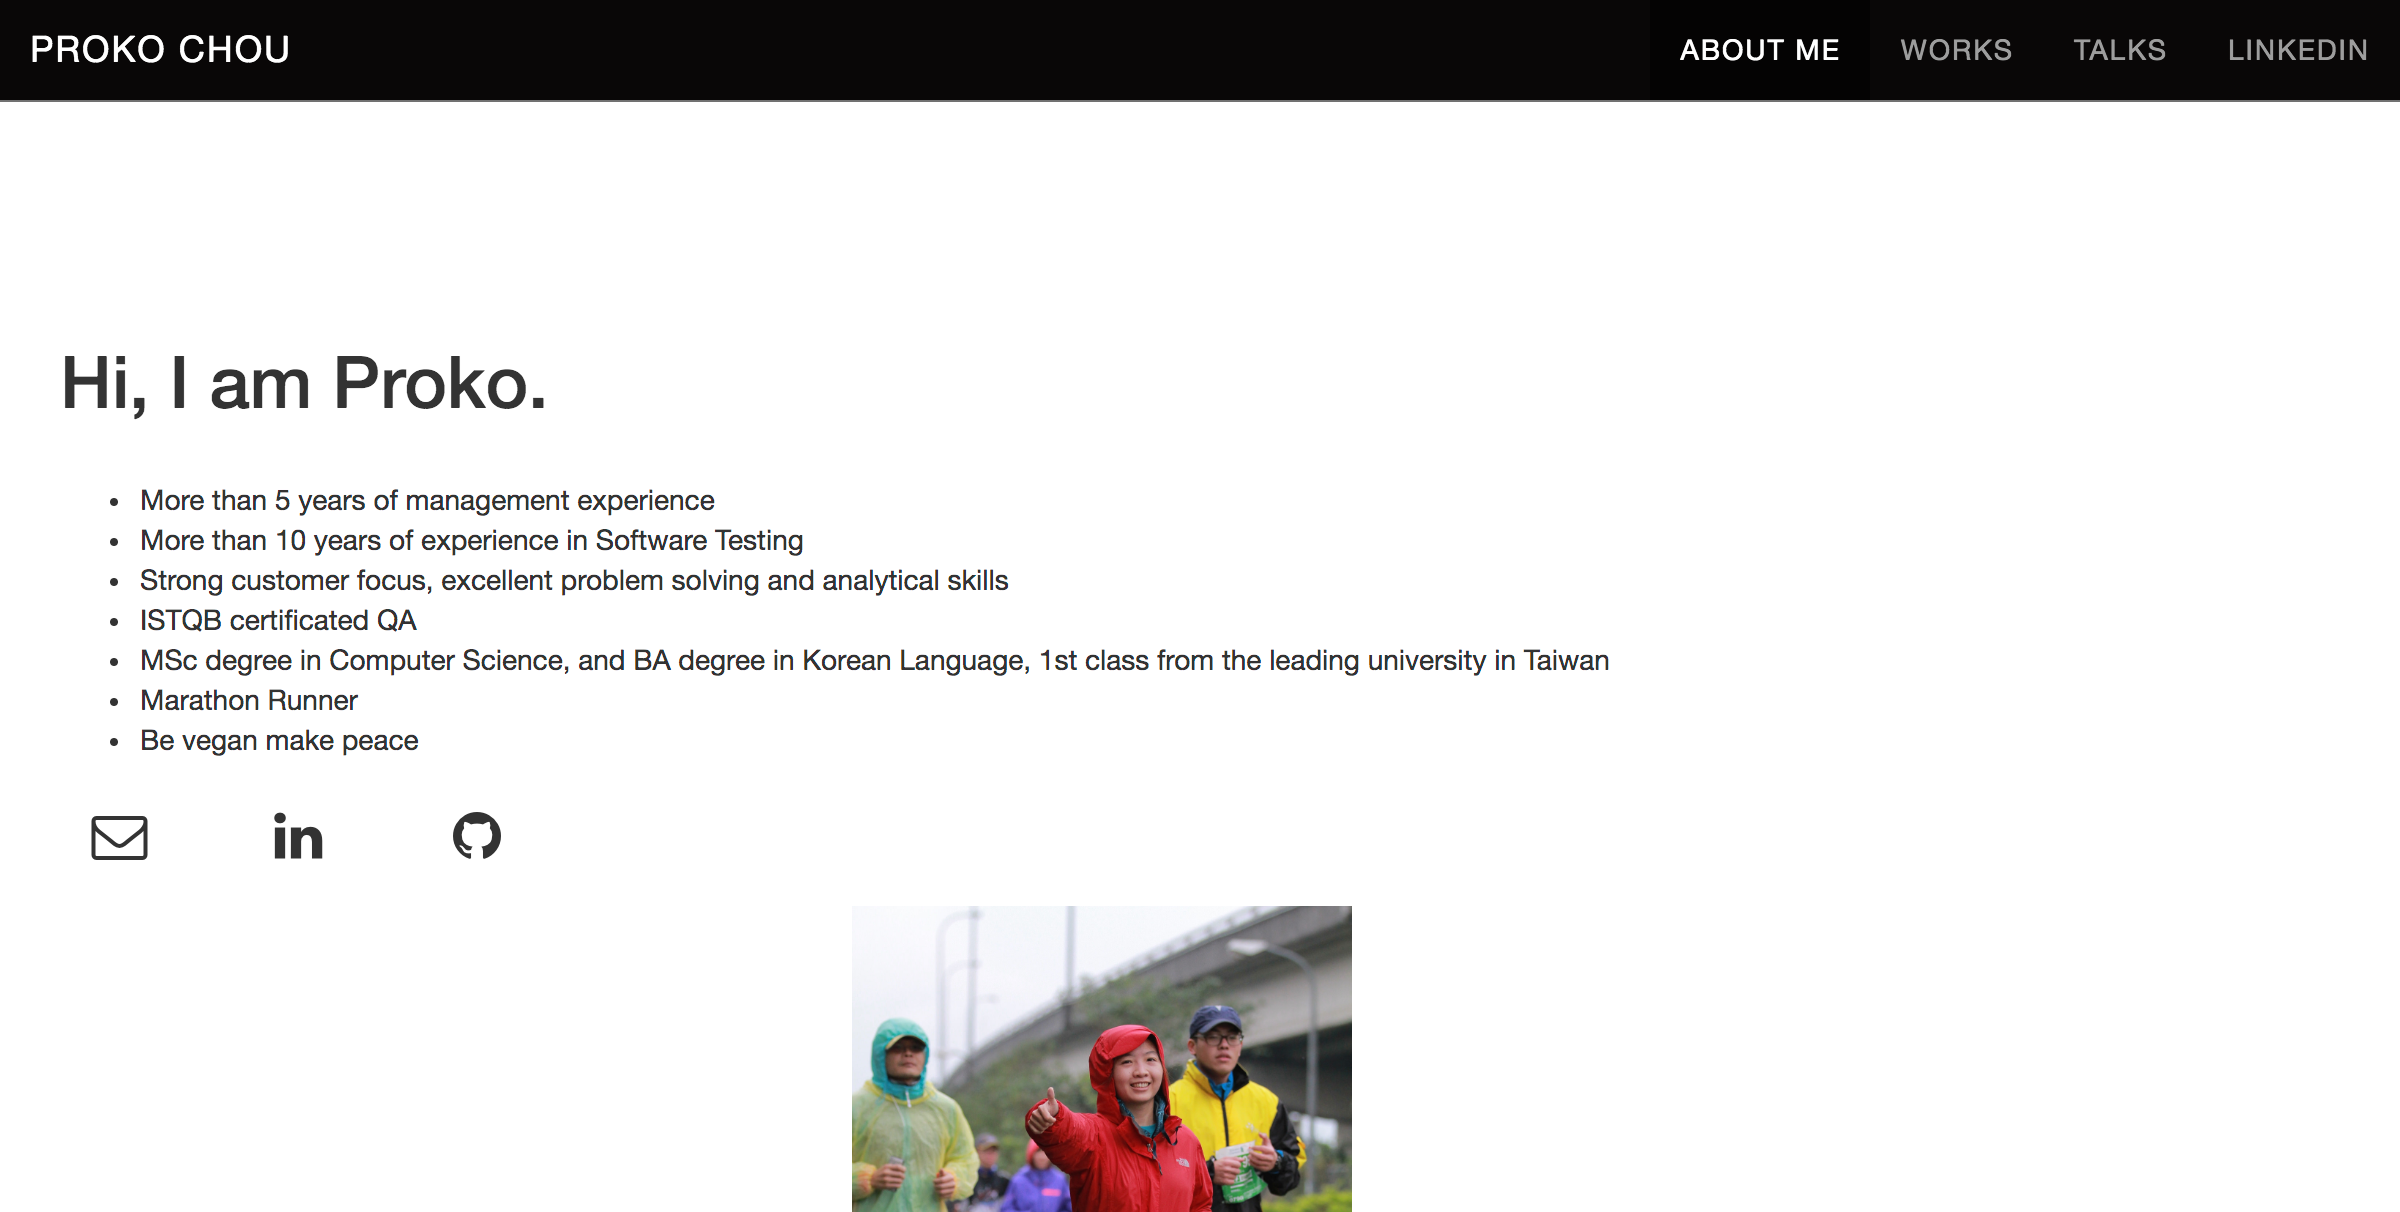 PROKO CHOU
ABOUT ME
WORKS
TALKS
LINKEDIN
Hi, I am Proko.
• More than 5 years of management experience
• More than 10 years of experience in Software Testing
• Strong customer focus, excellent problem solving and analytical skills
• ISTQB certificated QA
• MSc degree in Computer Science, and BA degree in Korean Language, 1st class from the leading university in Taiwan
• Marathon Runner
• Be vegan make peace
in